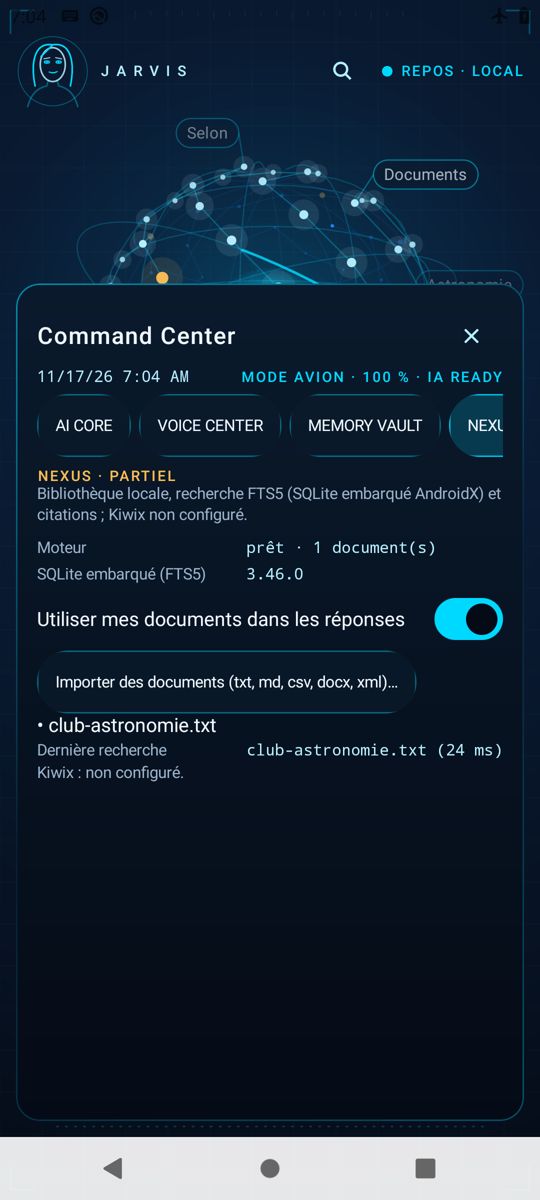 7:04
JARVIS
REPOS · LOCAL
Selon
Documents
Astronomie
Command Center
11/17/26 7:04 AM
MODE AVION · 100 % · IA READY
AI CORE
VOICE CENTER
MEMORY VAULT
NEXU
NEXUS · PARTIEL
Bibliothèque locale, recherche FTS5 (SQLite embarqué AndroidX) et
citations ; Kiwix non configuré.
Moteur
prêt · 1 document(s)
SQLite embarqué (FTS5)
3.46.0
Utiliser mes documents dans les réponses
Importer des documents (txt, md, csv, docx, xml)…
• club-astronomie.txt
Dernière recherche
club-astronomie.txt (24 ms)
Kiwix : non configuré.